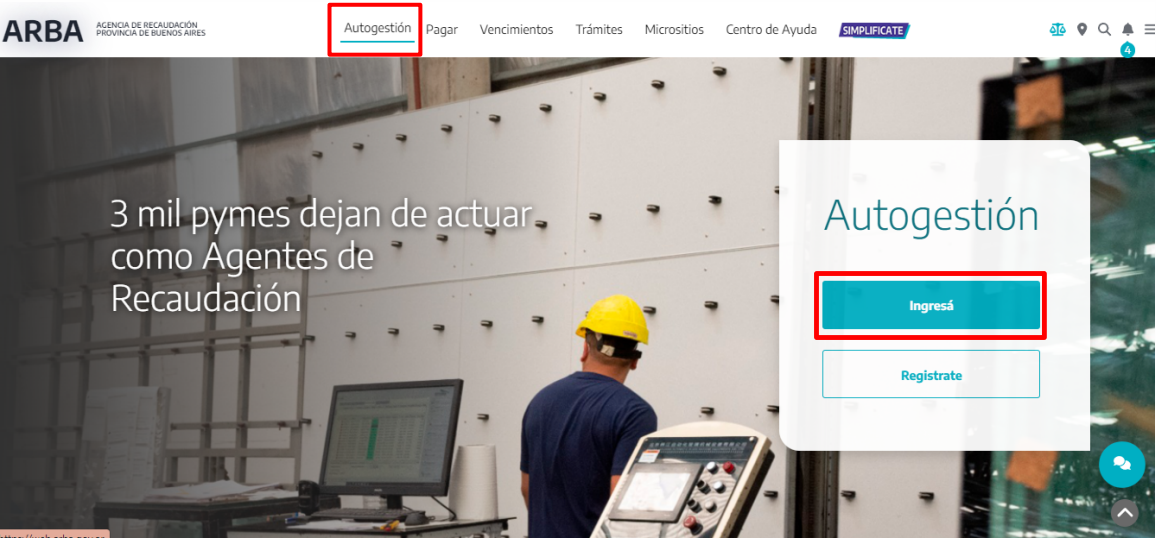 ARBA
AGENCIA DE RECAUDACIÓN
PROVINCIA DE BUENOS AIRES
Autogestión Pagar Vencimientos Trámites Micrositios Centro de Ayuda SIMPLIFICATE
4
3 mil pymes dejan de actuar
como Agentes de
Recaudación
Autogestión
Ingresá
Registrate